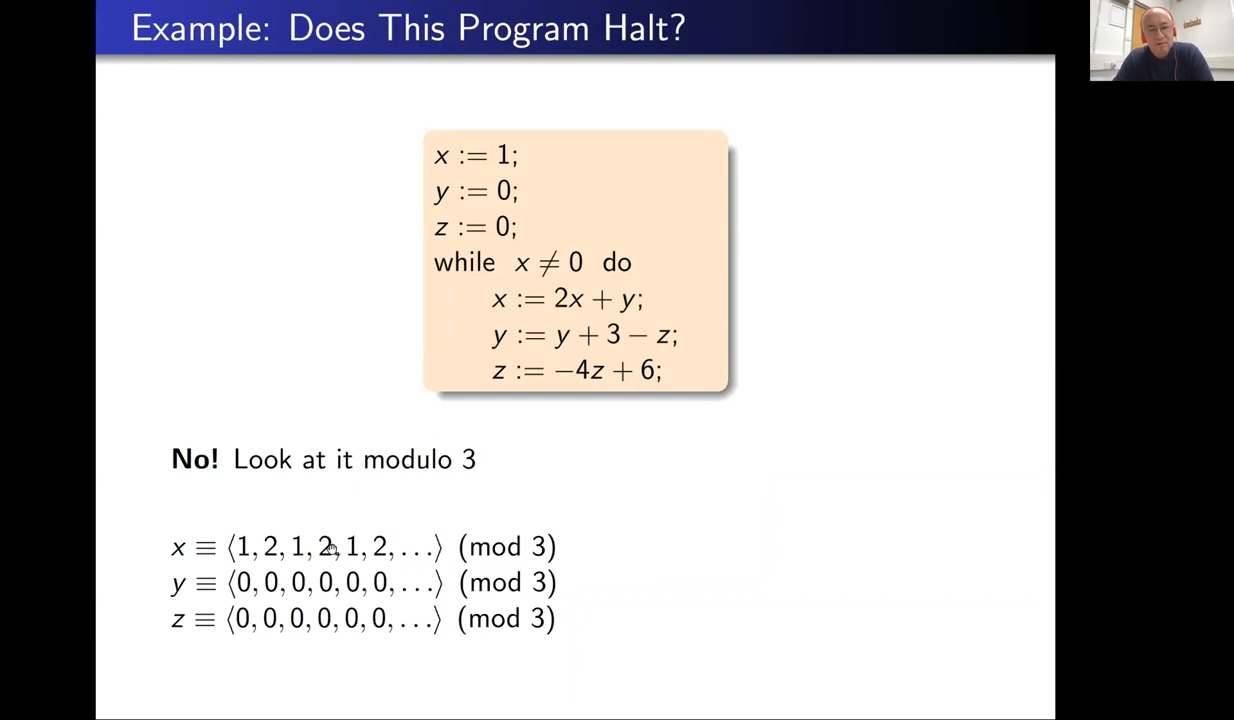 Example: Does This Program Halt?
x := 1;
y := 0;
z := 0;
while x ≠ 0 do
x := 2x + y;
y := y + 3 − z;
z := −4z + 6;
No! Look at it modulo 3
x ≡ ⟨1, 2, 1, 2, 1, 2, . . .⟩ (mod 3)
y ≡ ⟨0, 0, 0, 0, 0, 0, . . .⟩ (mod 3)
z ≡ ⟨0, 0, 0, 0, 0, 0, . . .⟩ (mod 3)